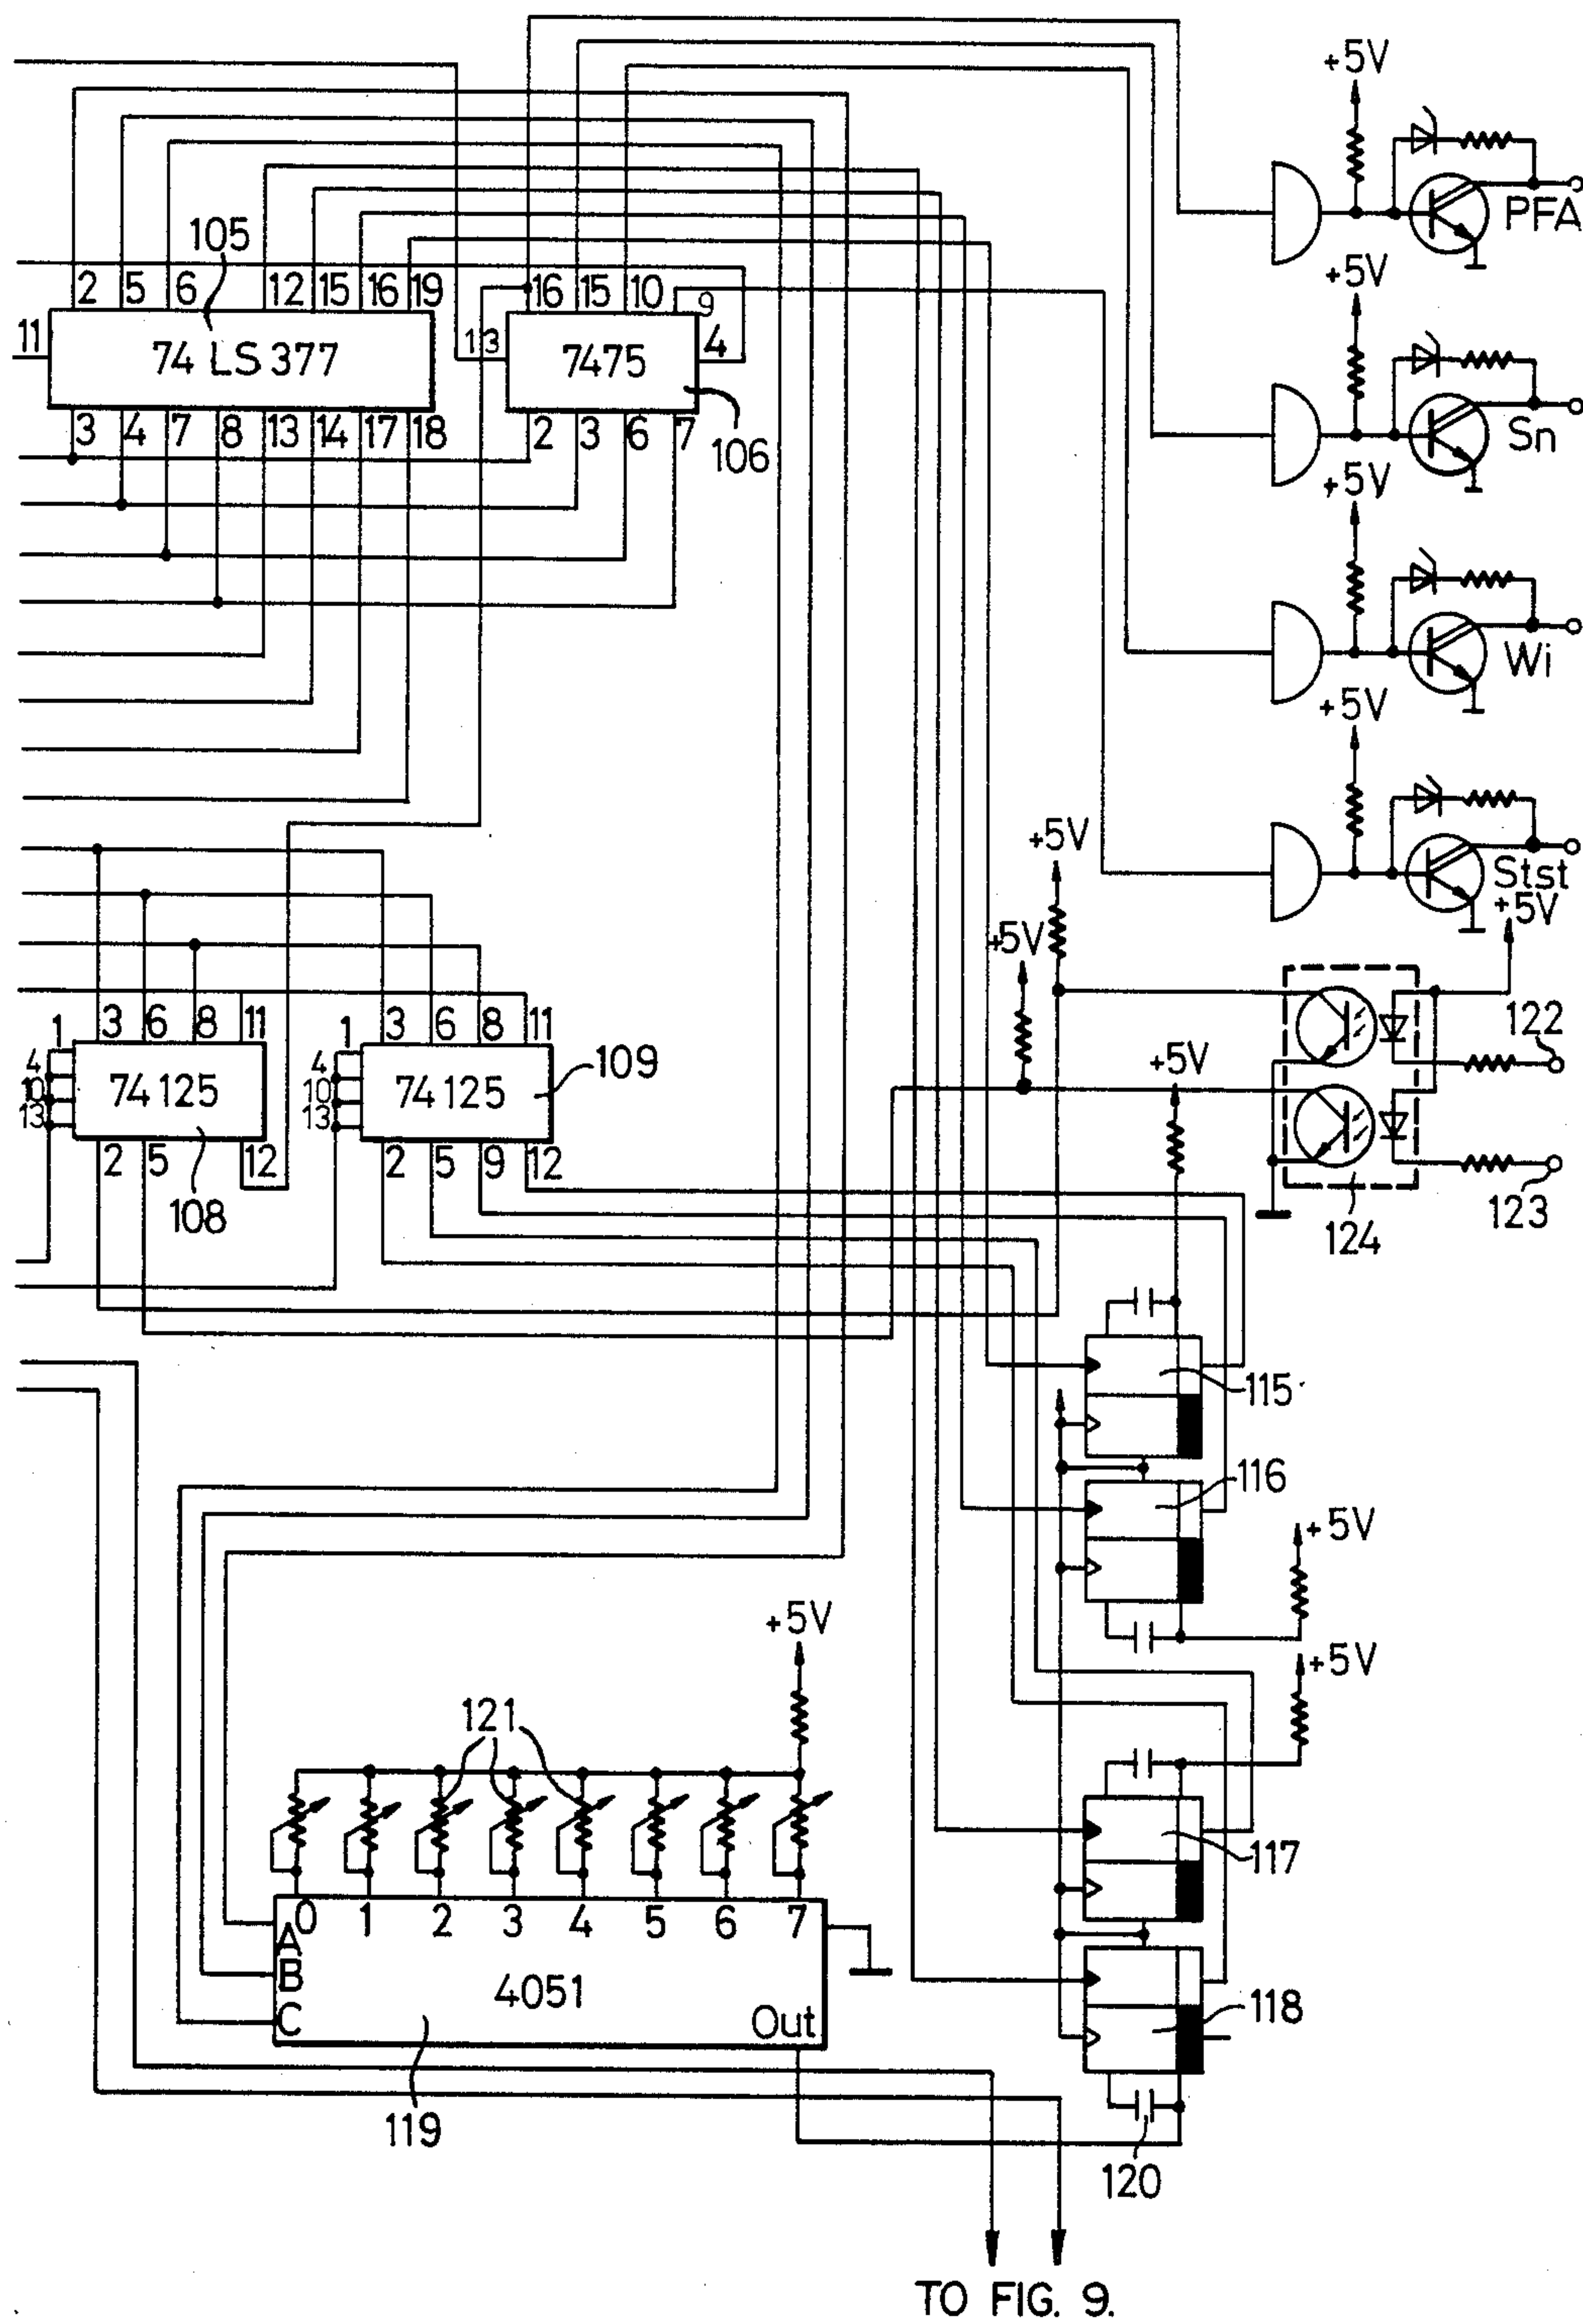 +5V
PFA
+5V
105
2 5 6 12 15 16 19
16 15 10 9
11
74 LS 377
13
7475
4
3 4 7 8 13 14 17 18
2 3 6 7
106
Sn
+5V
Wi
+5V
+5V
Stst
+5V
+5V
3 6 8 11
3 6 8 11
1
4
10
13
74 125
1
4
10
13
74 125
109
122
+5V
2 5 12
2 5 9 12
108
123
124
115
116
+5V
+5V
+5V
121
117
0 1 2 3 4 5 6 7
A
B
C
4051
Out
118
119
120
TO FIG. 9.